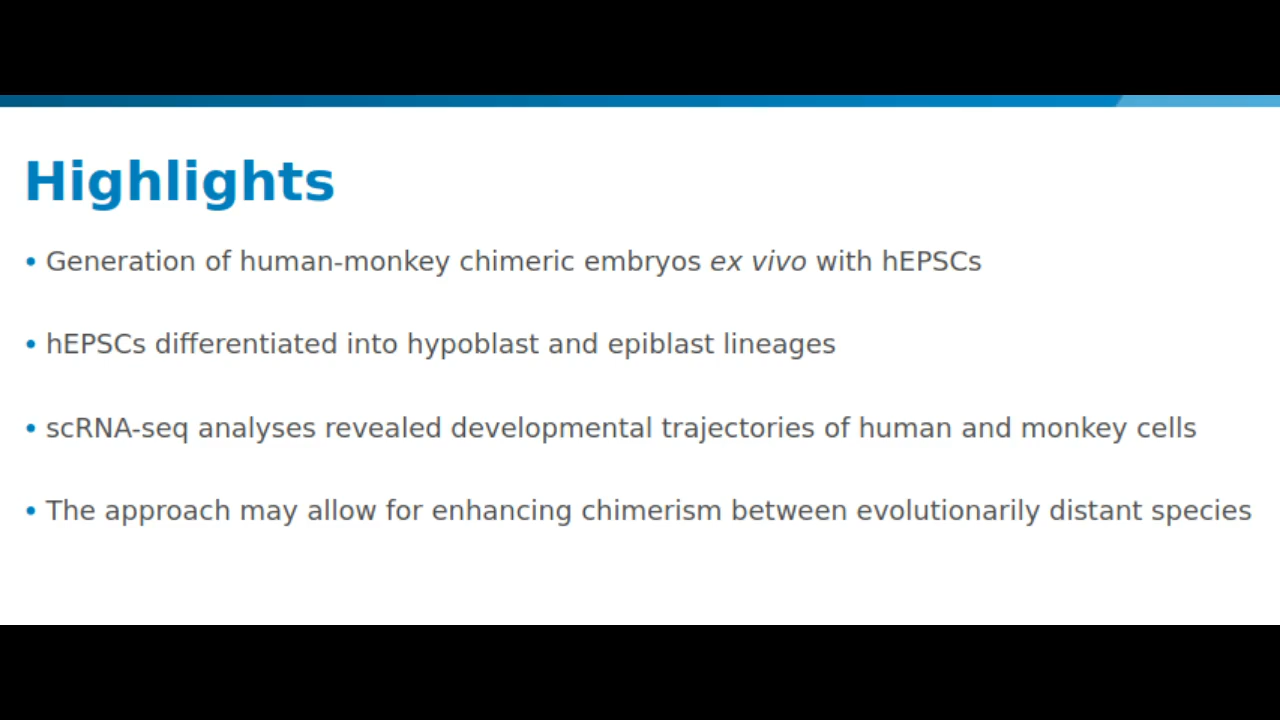 Highlights
• Generation of human-monkey chimeric embryos ex vivo with hEPSCs
• hEPSCs differentiated into hypoblast and epiblast lineages
• scRNA-seq analyses revealed developmental trajectories of human and monkey cells
• The approach may allow for enhancing chimerism between evolutionarily distant species